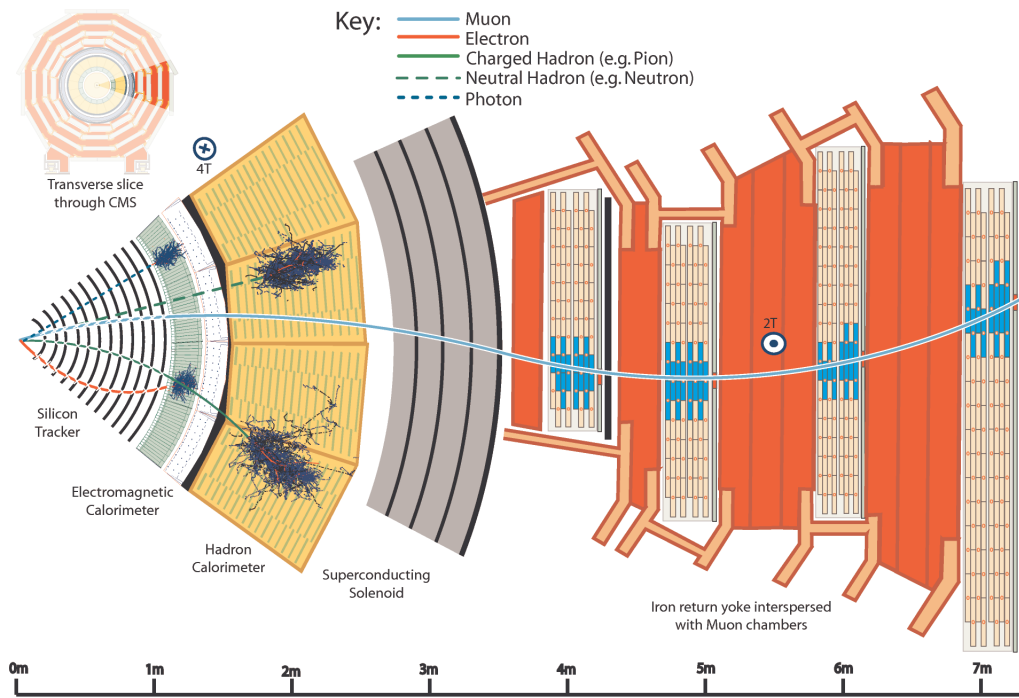 Key:
Muon
Electron
Charged Hadron (e.g. Pion)
Neutral Hadron (e.g. Neutron)
Photon
Transverse slice
through CMS
4T
2T
Silicon
Tracker
Electromagnetic
Calorimeter
Hadron
Calorimeter
Superconducting
Solenoid
Iron return yoke interspersed
with Muon chambers
0m 1m 2m 3m 4m 5m 6m 7m